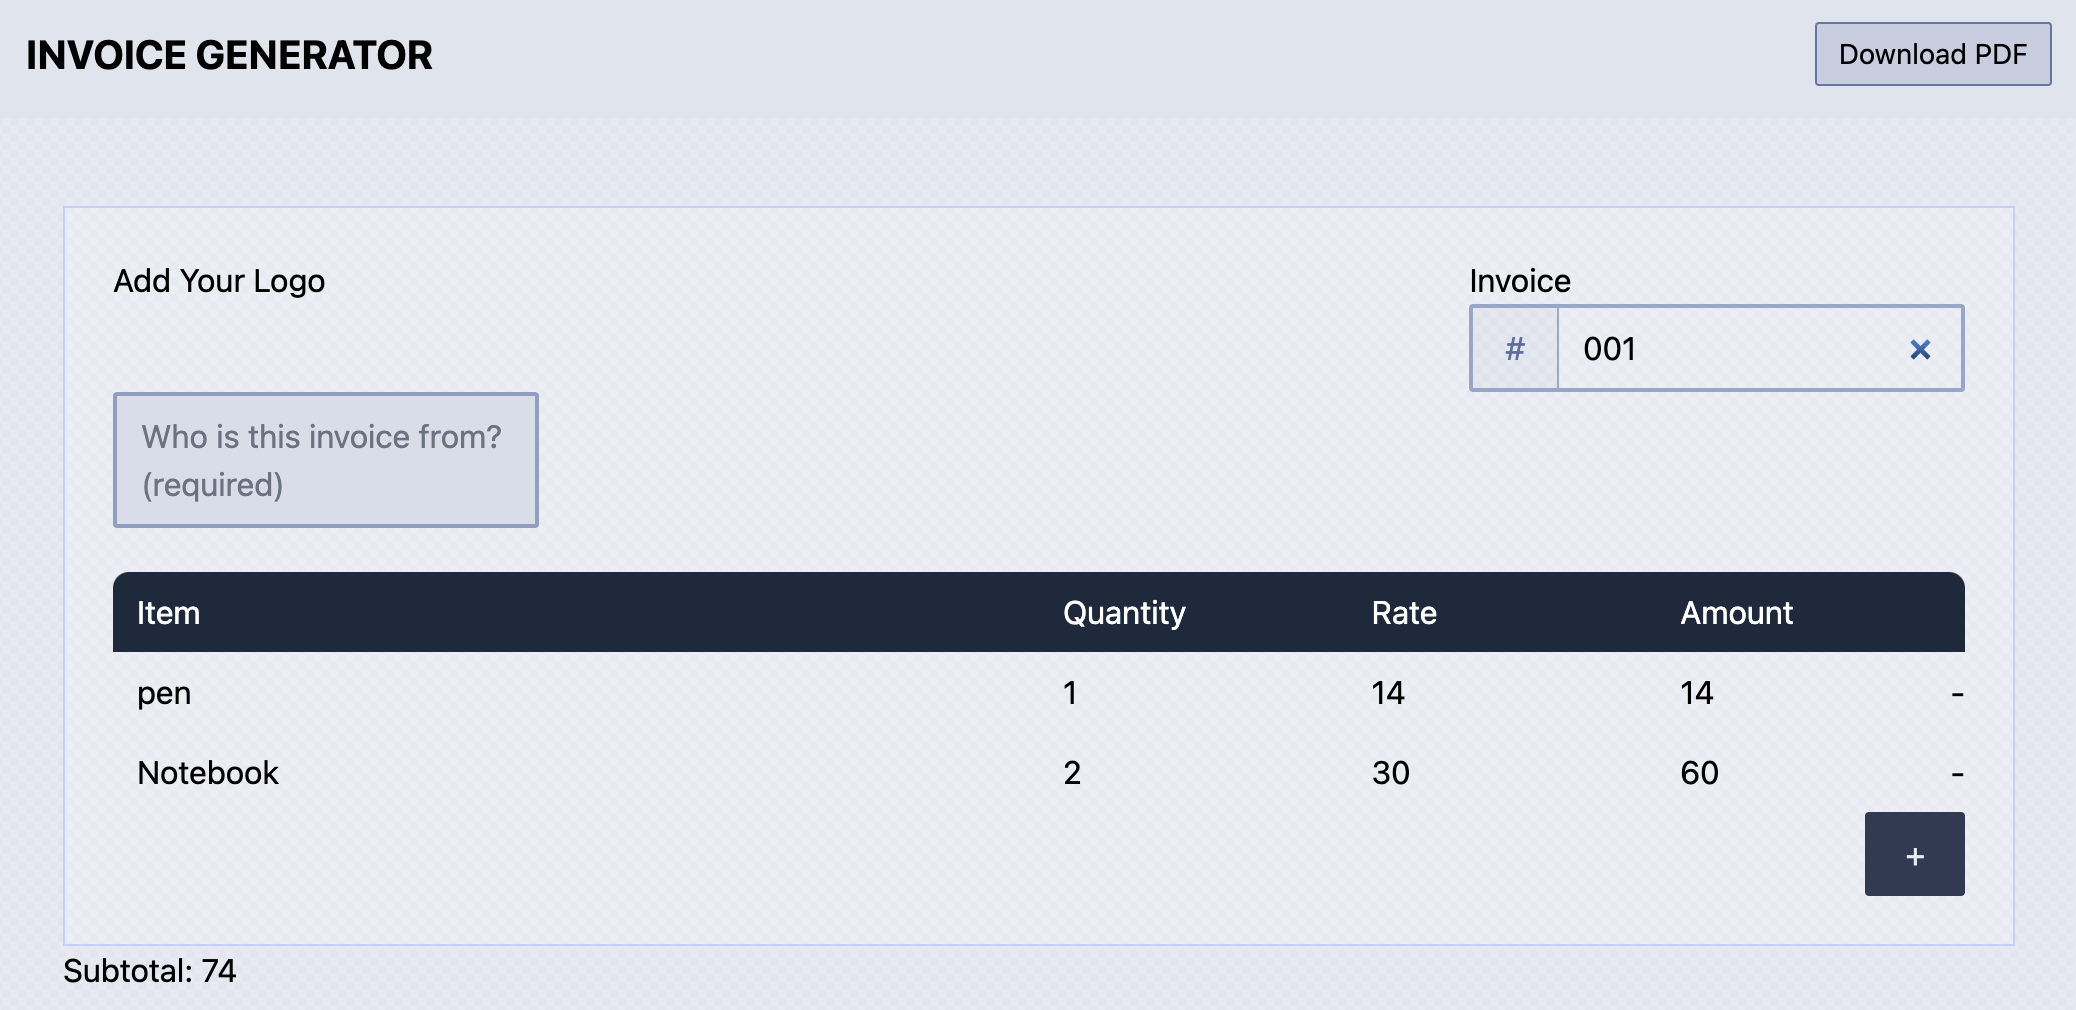 INVOICE GENERATOR
Download PDF
Add Your Logo
Invoice
# 001 ×
Who is this invoice from?
(required)
Item Quantity Rate Amount
pen 1 14 14 -
Notebook 2 30 60 -
+
Subtotal: 74